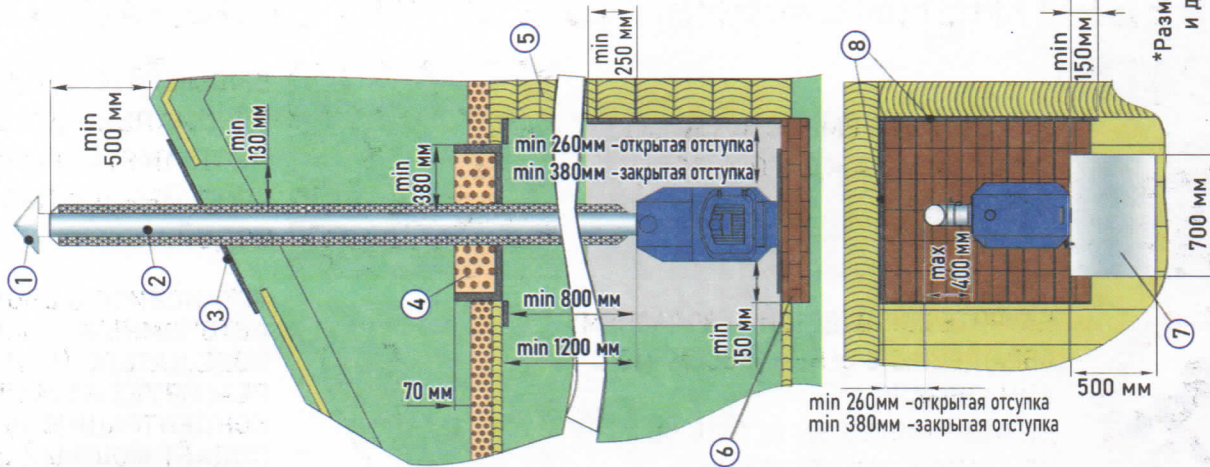 min
500 мм
min
130 мм
min
380 мм
min
250 мм
1
2
3
4
5
6
min 260мм -открытая отступка
min 380мм -закрытая отступка
min 800 мм
min 1200 мм
70 мм
min
150 мм
8
min
150мм
max
400 мм
700 мм
7
500 мм
min 260мм -открытая отступка
min 380мм -закрытая отступка
*Разм
и д